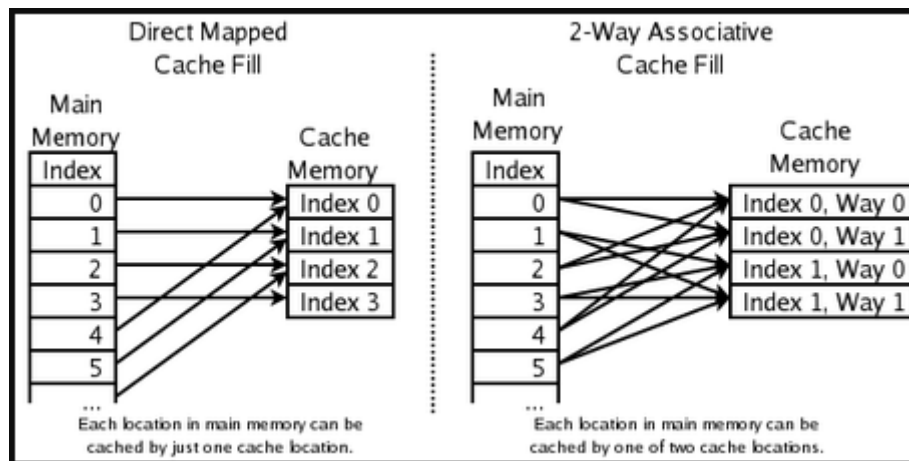 Direct Mapped
Cache Fill
Main
Memory
Index
0
1
2
3
4
5
...
Cache
Memory
Index 0
Index 1
Index 2
Index 3
Each location in main memory can be
cached by just one cache location.
2-Way Associative
Cache Fill
Main
Memory
Index
0
1
2
3
4
5
...
Cache
Memory
Index 0, Way 0
Index 0, Way 1
Index 1, Way 0
Index 1, Way 1
Each location in main memory can be
cached by one of two cache locations.